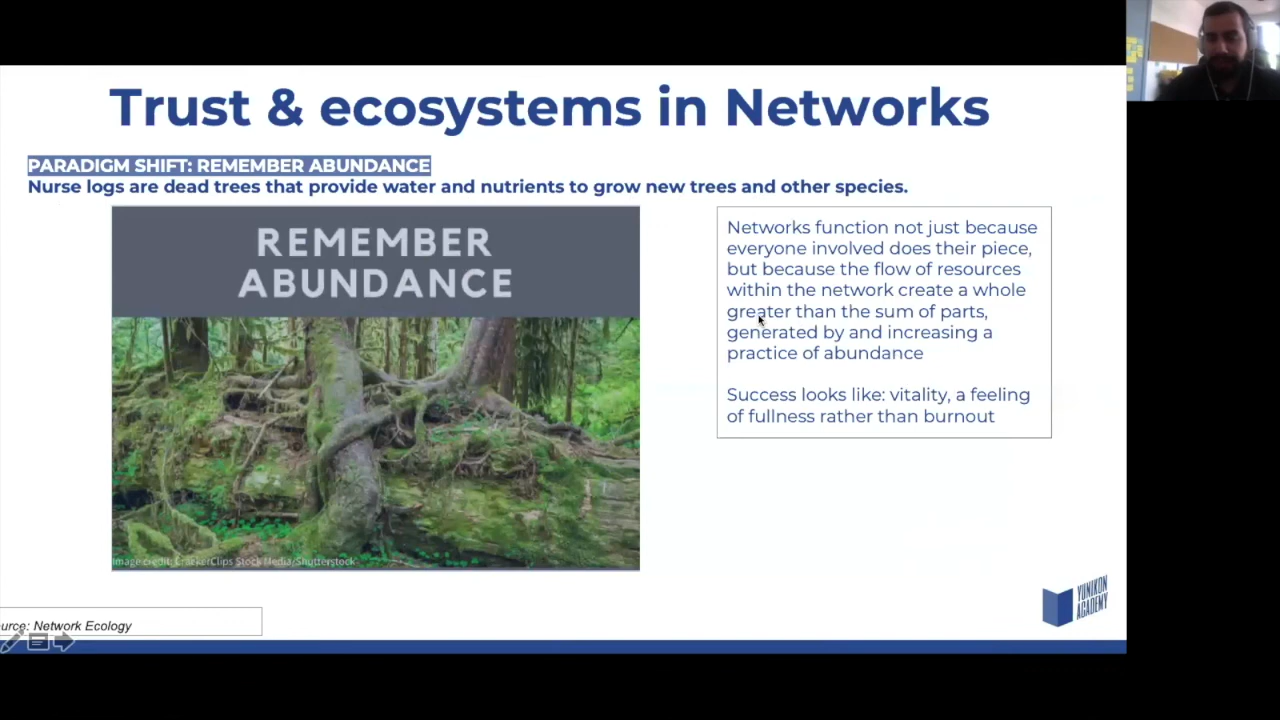 Trust & ecosystems in Networks
PARADIGM SHIFT: REMEMBER ABUNDANCE
Nurse logs are dead trees that provide water and nutrients to grow new trees and other species.
REMEMBER
ABUNDANCE
Networks function not just because
everyone involved does their piece,
but because the flow of resources
within the network create a whole
greater than the sum of parts,
generated by and increasing a
practice of abundance
Success looks like: vitality, a feeling
of fullness rather than burnout
Image credit: CrackerClips Stock Media/Shutterstock
YUNIKON
ACADEMY
urce: Network Ecology